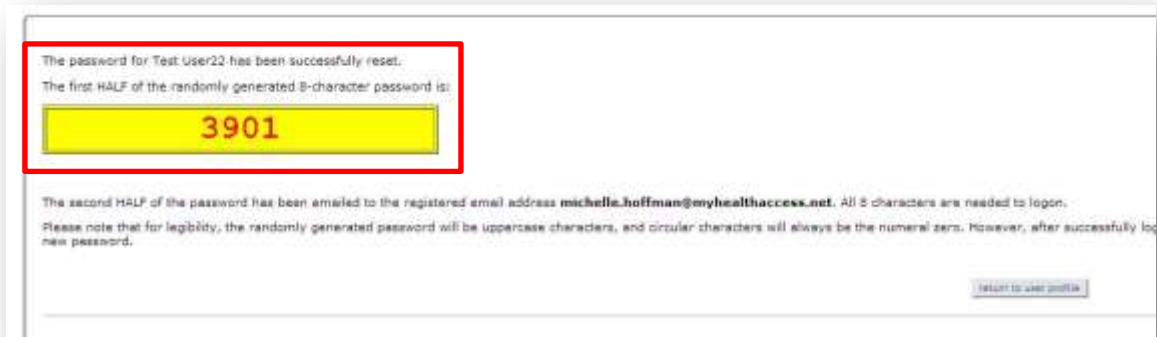 The password for Test User22 has been successfully reset.
The first HALF of the randomly generated 8-character password is:
3901
The second HALF of the password has been emailed to the registered email address michelle.hoffman@myhealthaccess.net. All 8 characters are needed to logon.
Please note that for legibility, the randomly generated password will be uppercase characters, and circular characters will always be the numeral zero. However, after successfully log
new password.
return to user profile